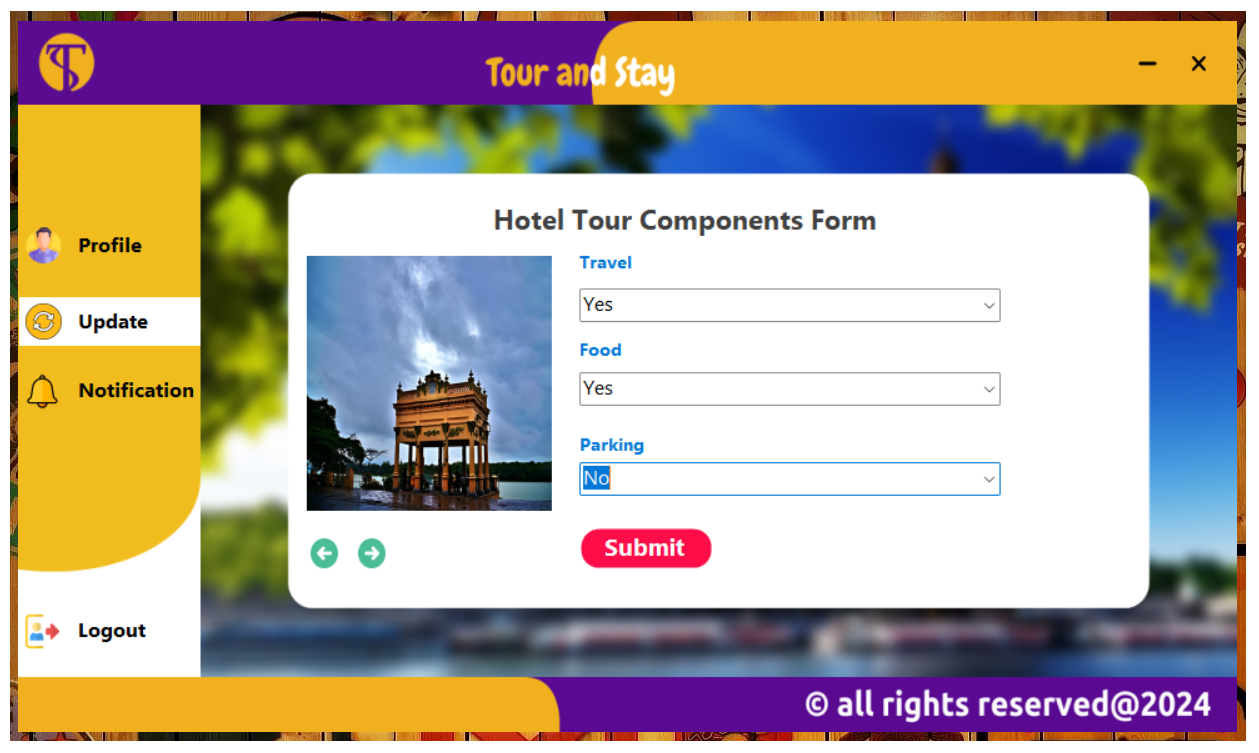 Tour and Stay
Profile
Update
Notification
Logout
Hotel Tour Components Form
Travel
Yes
Food
Yes
Parking
No
Submit
© all rights reserved@2024